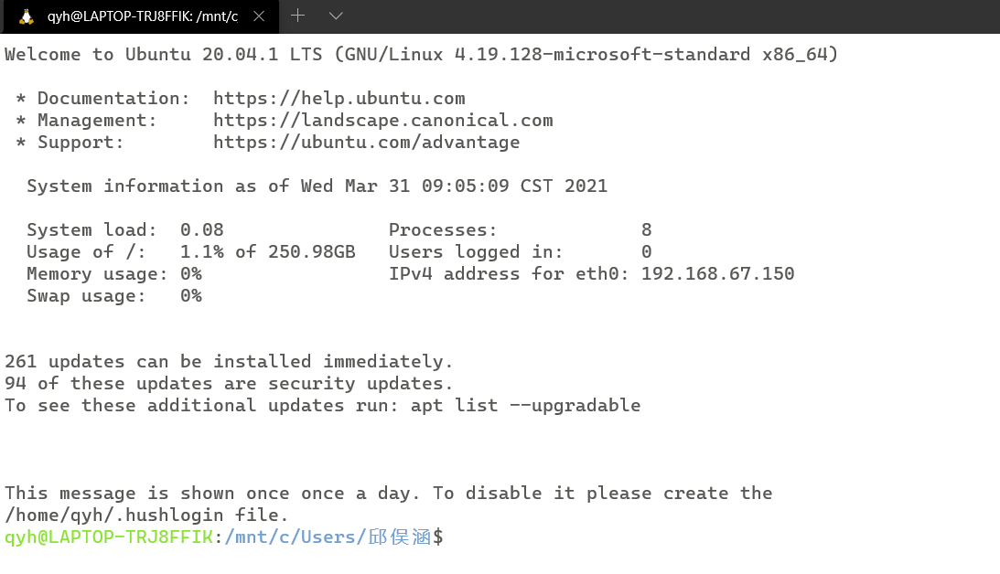 qyh@LAPTOP-TRJ8FFIK: /mnt/c
Welcome to Ubuntu 20.04.1 LTS (GNU/Linux 4.19.128-microsoft-standard x86_64)
* Documentation: https://help.ubuntu.com
* Management: https://landscape.canonical.com
* Support: https://ubuntu.com/advantage
System information as of Wed Mar 31 09:05:09 CST 2021
System load: 0.08 Processes: 8
Usage of /: 1.1% of 250.98GB Users logged in: 0
Memory usage: 0% IPv4 address for eth0: 192.168.67.150
Swap usage: 0%
261 updates can be installed immediately.
94 of these updates are security updates.
To see these additional updates run: apt list --upgradable
This message is shown once once a day. To disable it please create the
/home/qyh/.hushlogin file.
qyh@LAPTOP-TRJ8FFIK:/mnt/c/Users/邱俣涵$